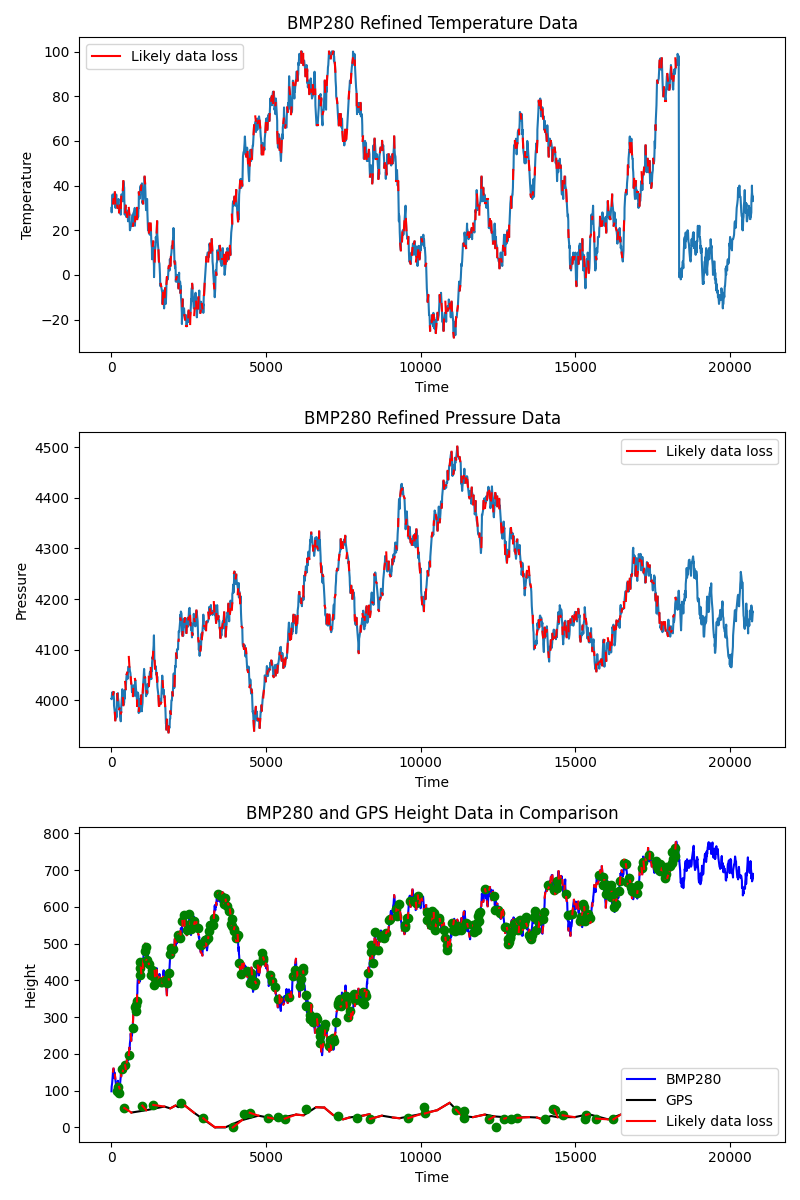 BMP280 Refined Temperature Data
Likely data loss
100
80
60
40
20
0
−20
Temperature
0 5000 10000 15000 20000
Time
BMP280 Refined Pressure Data
Likely data loss
4500
4400
4300
4200
4100
4000
Pressure
0 5000 10000 15000 20000
Time
BMP280 and GPS Height Data in Comparison
800
700
600
500
400
300
200
100
0
Height
BMP280
GPS
Likely data loss
0 5000 10000 15000 20000
Time